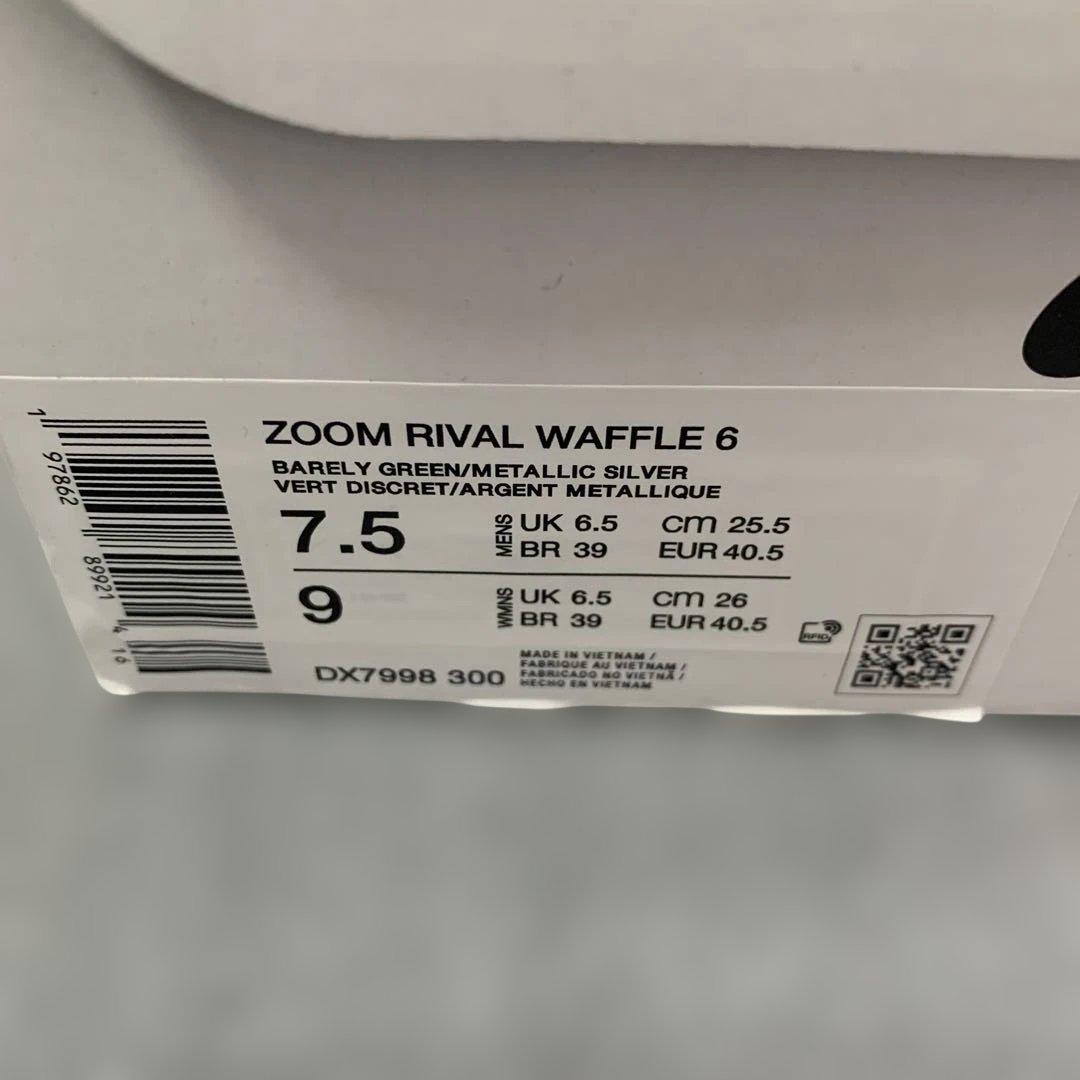 ZOOM RIVAL WAFFLE 6
BARELY GREEN/METALLIC SILVER
VERT DISCRET/ARGENT METALLIQUE
7.5 MENS UK 6.5 CM 25.5
BR 39 EUR 40.5
9 WMNS UK 6.5 CM 26
BR 39 EUR 40.5
RFID
DX7998 300
MADE IN VIETNAM /
FABRIQUE AU VIETNAM /
FABRICADO NO VIETNÃ /
HECHO EN VIETNAM
1 97862 89921 4 16